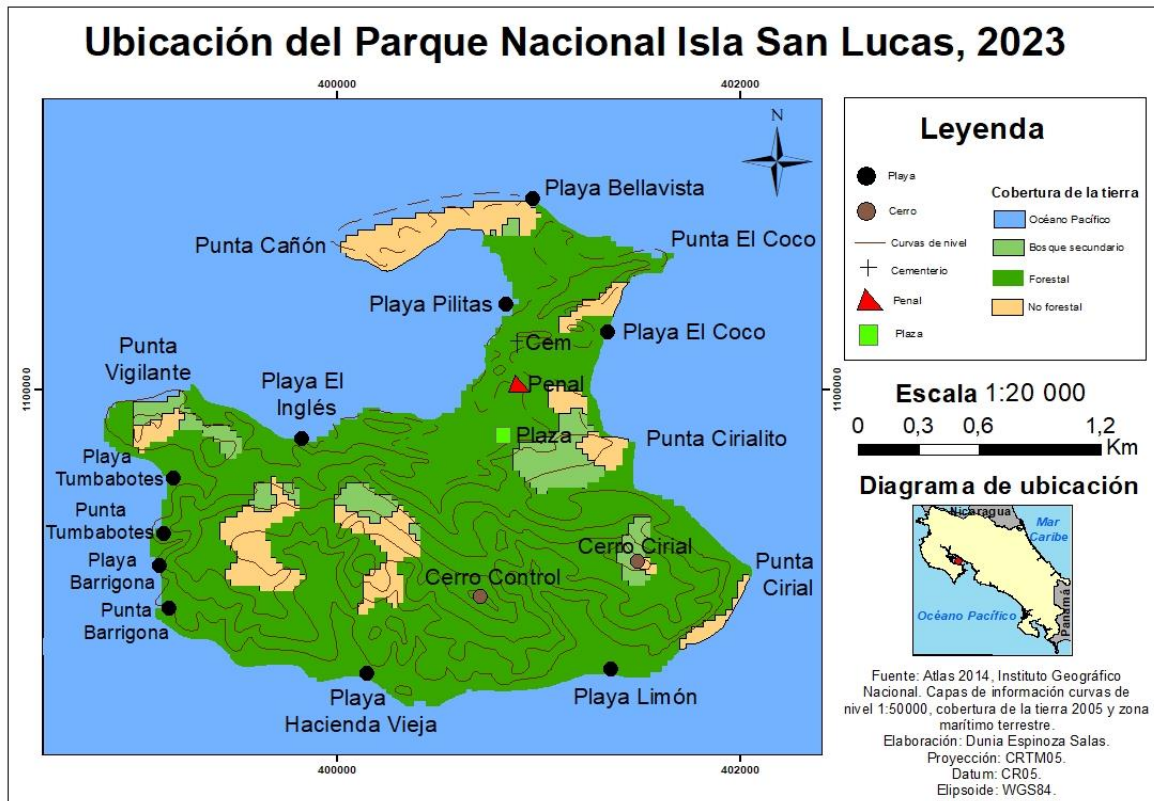 Ubicación del Parque Nacional Isla San Lucas, 2023
400000
402000
N
Playa Bellavista
Punta Cañón
Punta El Coco
Playa Pilitas
Playa El Coco
Cem
Punta
Vigilante
Playa El
Inglés
Penal
1100000
1100000
Plaza
Punta Cirialito
Playa
Tumbabotes
Punta
Tumbabotes
Playa
Barrigona
Punta
Barrigona
Cerro Cirial
Cerro Control
Punta
Cirial
Playa
Hacienda Vieja
Playa Limón
400000
402000
Leyenda
Playa
Cerro
Curvas de nivel
Cementerio
Penal
Plaza
Cobertura de la tierra
Océano Pacífico
Bosque secundario
Forestal
No forestal
Escala 1:20 000
0 0,3 0,6 1,2
Km
Diagrama de ubicación
Nicaragua
Mar
Caribe
Océano Pacífico
Panamá
Fuente: Atlas 2014, Instituto Geográfico
Nacional. Capas de información curvas de
nivel 1:50000, cobertura de la tierra 2005 y zona
marítimo terrestre.
Elaboración: Dunia Espinoza Salas.
Proyección: CRTM05.
Datum: CR05.
Elipsoide: WGS84.